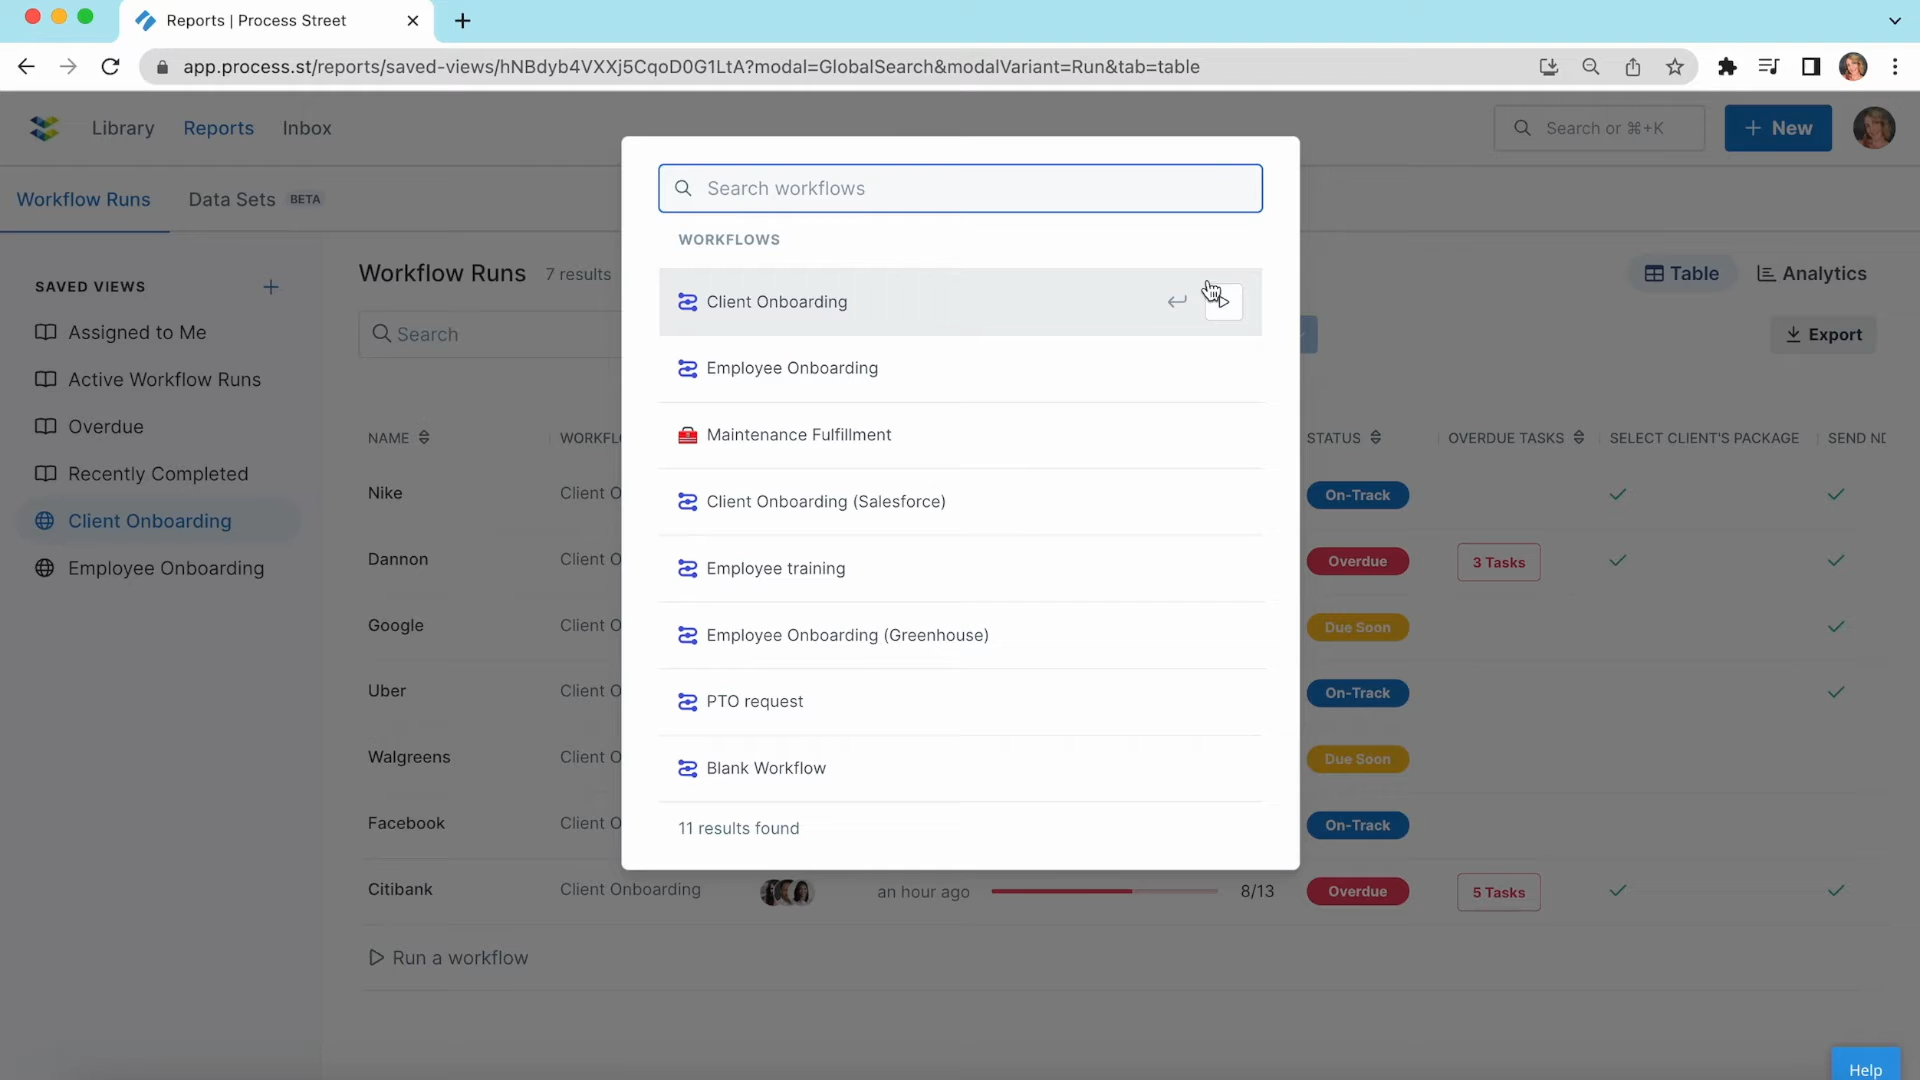 Reports | Process Street
app.process.st/reports/saved-views/hNBdyb4VXXj5CqoD0G1LtA?modal=GlobalSearch&modalVariant=Run&tab=table
Library Reports Inbox
Search or ⌘+K
+ New
Workflow Runs Data Sets BETA
SAVED VIEWS
Assigned to Me
Active Workflow Runs
Overdue
Recently Completed
Client Onboarding
Employee Onboarding
Workflow Runs 7 results
Table Analytics
Search
Export
Search workflows
WORKFLOWS
Client Onboarding
Employee Onboarding
Maintenance Fulfillment
Client Onboarding (Salesforce)
Employee training
Employee Onboarding (Greenhouse)
PTO request
Blank Workflow
11 results found
NAME WORKFL STATUS OVERDUE TASKS SELECT CLIENT'S PACKAGE SEND ND
Nike Client O On-Track
Dannon Client O Overdue 3 Tasks
Google Client O Due Soon
Uber Client O On-Track
Walgreens Client O Due Soon
Facebook Client O On-Track
Citibank Client Onboarding an hour ago 8/13 Overdue 5 Tasks
Run a workflow
Help